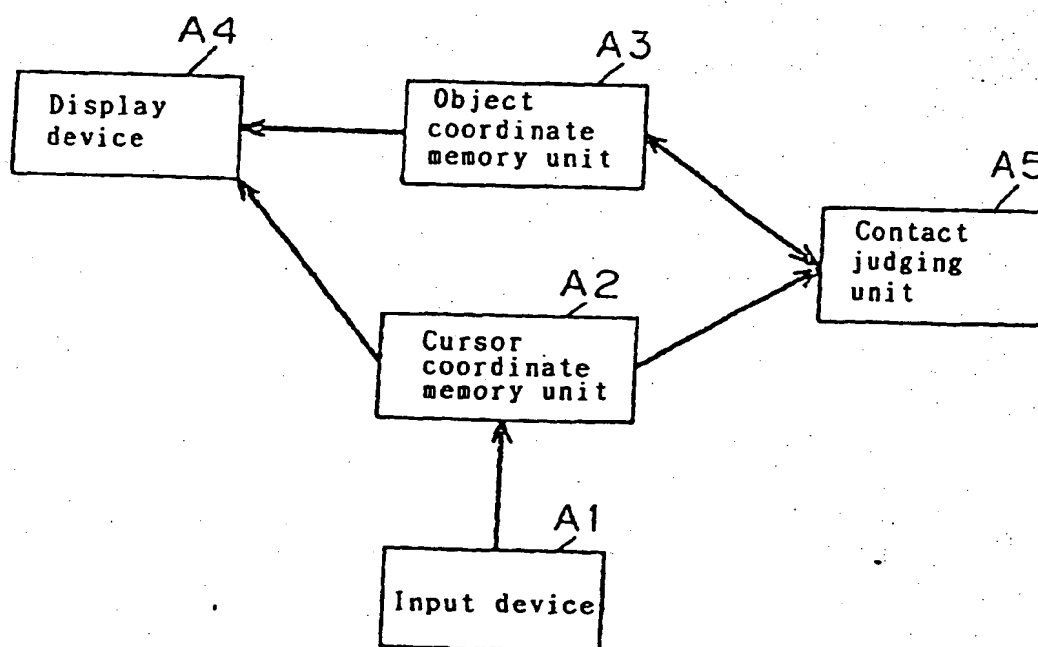 A4
Display
device
A3
Object
coordinate
memory unit
A5
Contact
judging
unit
A2
Cursor
coordinate
memory unit
A1
Input device